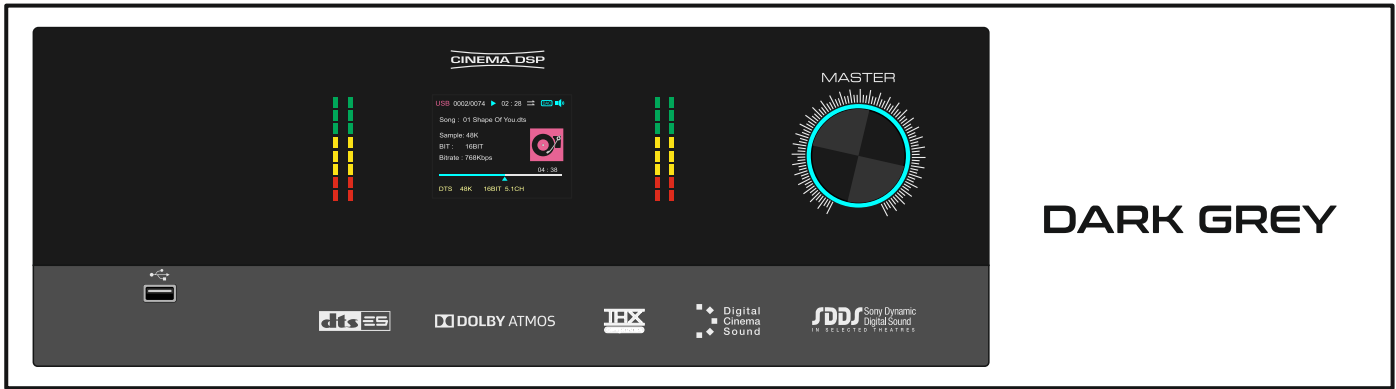 CINEMA DSP
USB 0002/0074 02 : 28
Song : 01 Shape Of You.dts
Sample: 48K
BIT : 16BIT
Bitrate : 768Kbps
04 : 38
DTS 48K 16BIT 5.1CH
MASTER
DARK GREY
dts ES
DOLBY ATMOS
THX
Digital
Cinema
Sound
SDDS
Sony Dynamic
Digital Sound
IN SELECTED THEATRES